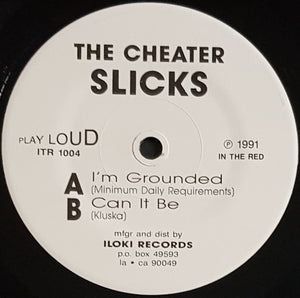 THE CHEATER
SLICKS
PLAY LOUD
ITR 1004
℗ 1991
IN THE RED
A I'm Grounded
(Minimum Daily Requirements)
B Can It Be
(Kluska)
mfgr and dist by
ILOKI RECORDS
p.o. box 49593
la • ca 90049